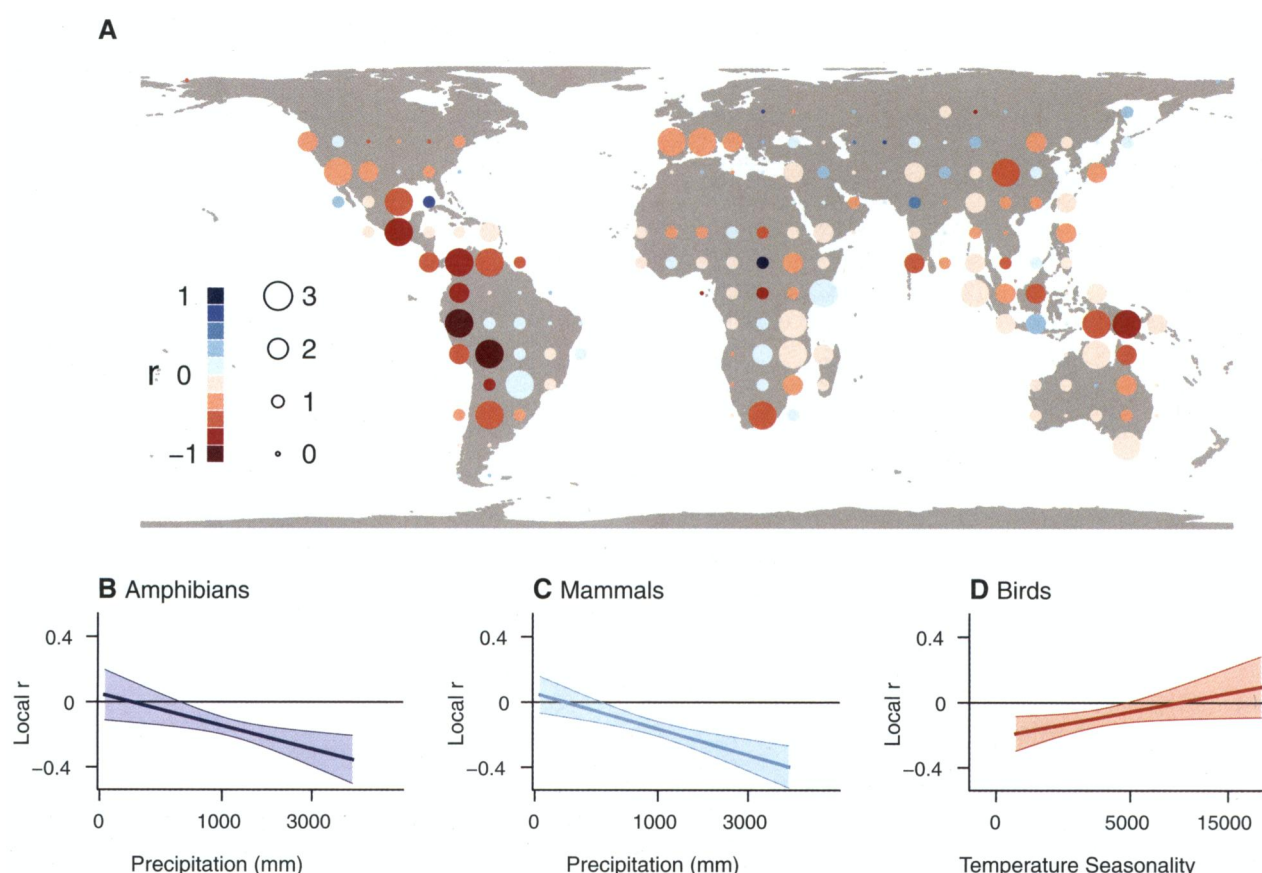 A
1
3
2
r 0
1
−1
0
B Amphibians
C Mammals
D Birds
0.4
0
−0.4
Local r
0
1000
3000
Precipitation (mm)
0.4
0
−0.4
Local r
0
1000
3000
Precipitation (mm)
0.4
0
−0.4
Local r
0
5000
15000
Temperature Seasonality